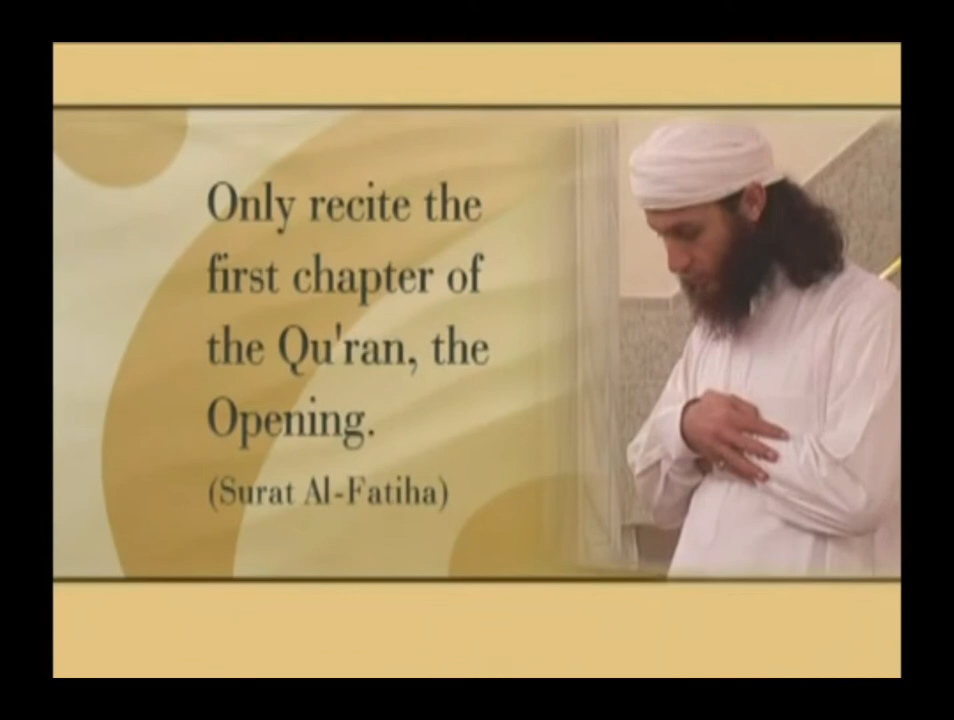 Only recite the
first chapter of
the Qu'ran, the
Opening.
(Surat Al-Fatiha)